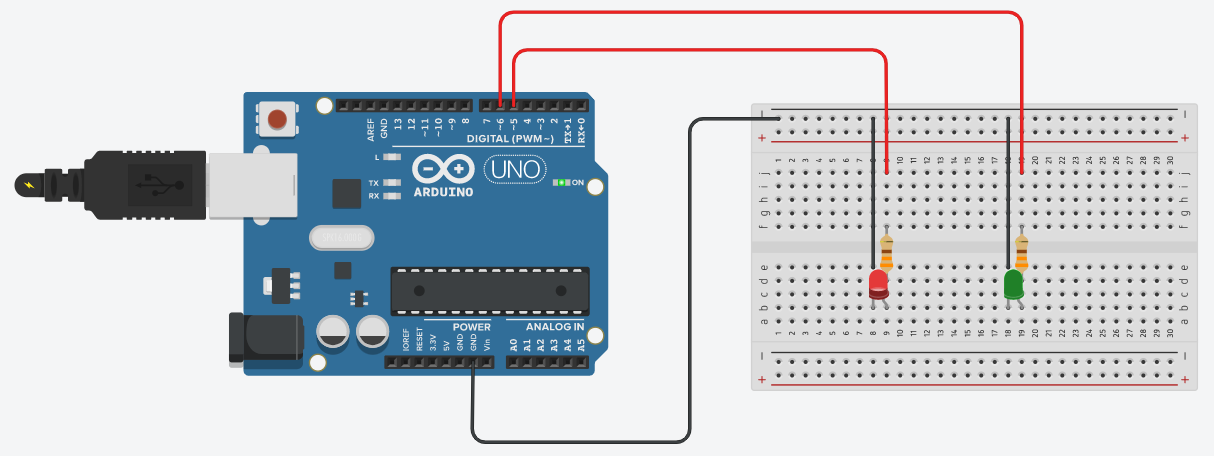 AREF
GND
13
12
~11
~10
~9
8
7
~6
~5
4
~3
2
TX→1
RX←0
DIGITAL (PWM~)
L
TX
RX
UNO
ARDUINO
ON
POWER
ANALOG IN
IOREF
RESET
3.3V
5V
GND
GND
Vin
A0
A1
A2
A3
A4
A5
− −
+ +
1 2 3 4 5 6 7 8 9 10 11 12 13 14 15 16 17 18 19 20 21 22 23 24 25 26 27 28 29 30
j j
i i
h h
g g
f f
e e
d d
c c
b b
a a
1 2 3 4 5 6 7 8 9 10 11 12 13 14 15 16 17 18 19 20 21 22 23 24 25 26 27 28 29 30
− −
+ +